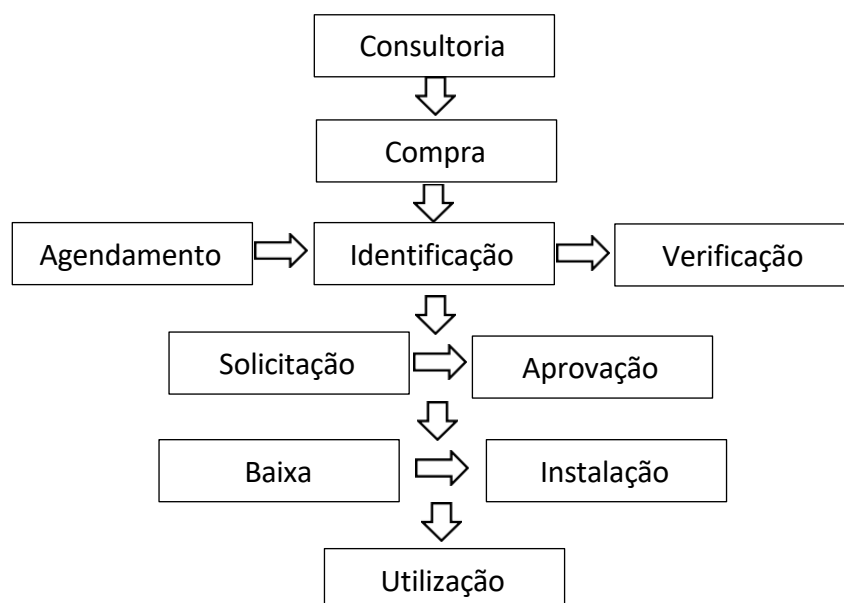 Consultoria
Compra
Agendamento
Identificação
Verificação
Solicitação
Aprovação
Baixa
Instalação
Utilização